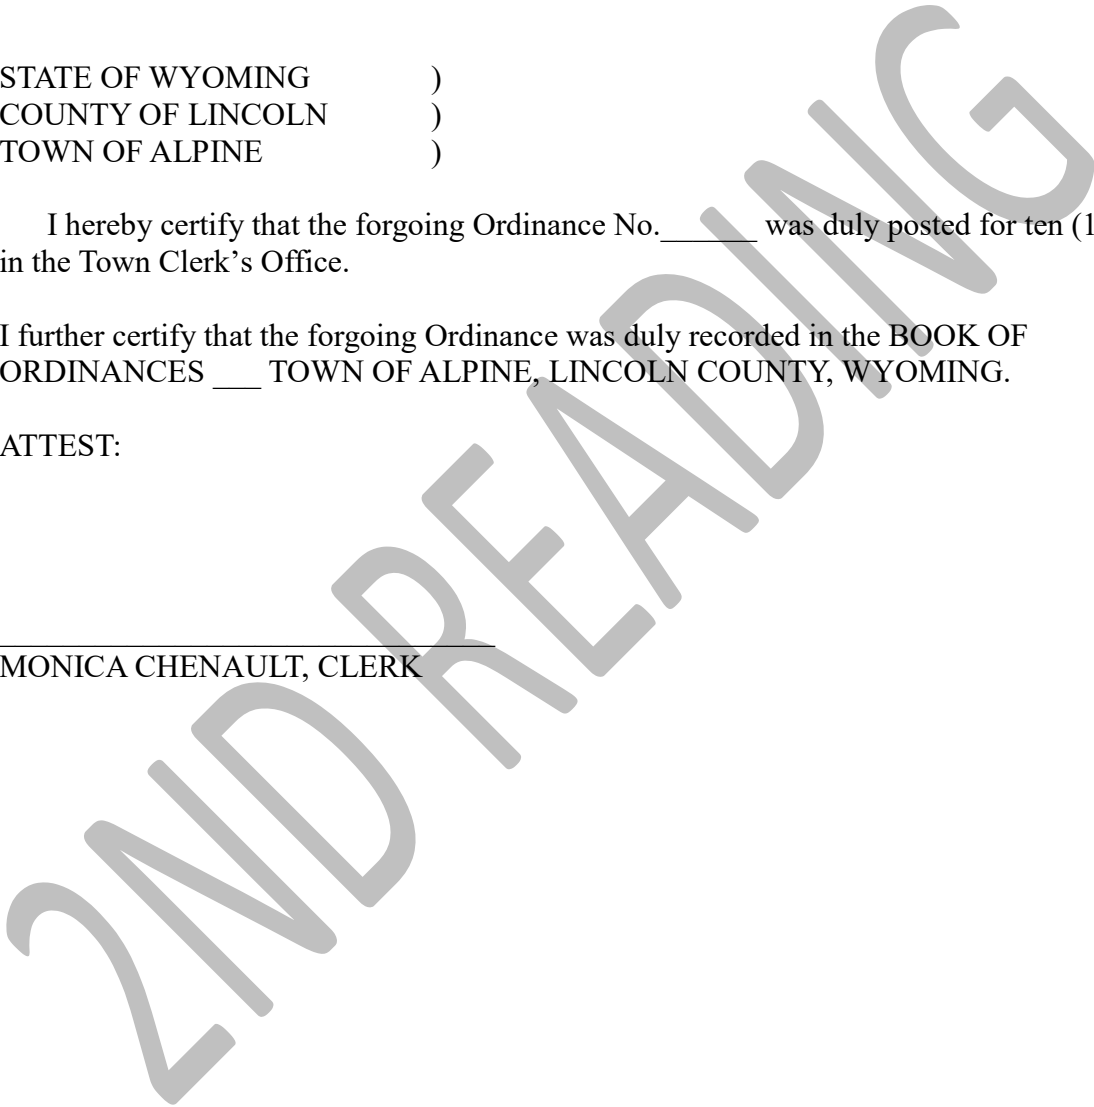 STATE OF WYOMING )
COUNTY OF LINCOLN )
TOWN OF ALPINE )
I hereby certify that the forgoing Ordinance No.______ was duly posted for ten (1
in the Town Clerk’s Office.
I further certify that the forgoing Ordinance was duly recorded in the BOOK OF
ORDINANCES ___ TOWN OF ALPINE, LINCOLN COUNTY, WYOMING.
ATTEST:
_______________________________
MONICA CHENAULT, CLERK
2ND READING